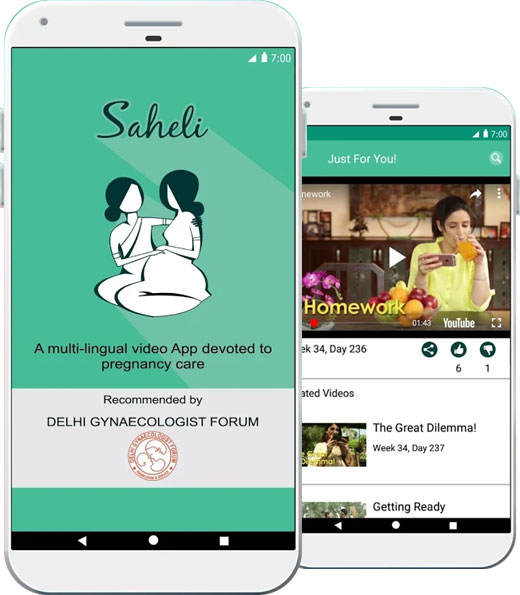 7:00
Saheli
A multi-lingual video App devoted to
pregnancy care
Recommended by
DELHI GYNAECOLOGIST FORUM
DELHI GYNAECOLOGIST FORUM
7:00
Just For You!
nework
Homework
01:43 YouTube
eek 34, Day 236
6 1
ated Videos
The Great Dilemma!
Week 34, Day 237
Dilemma!
Getting Ready